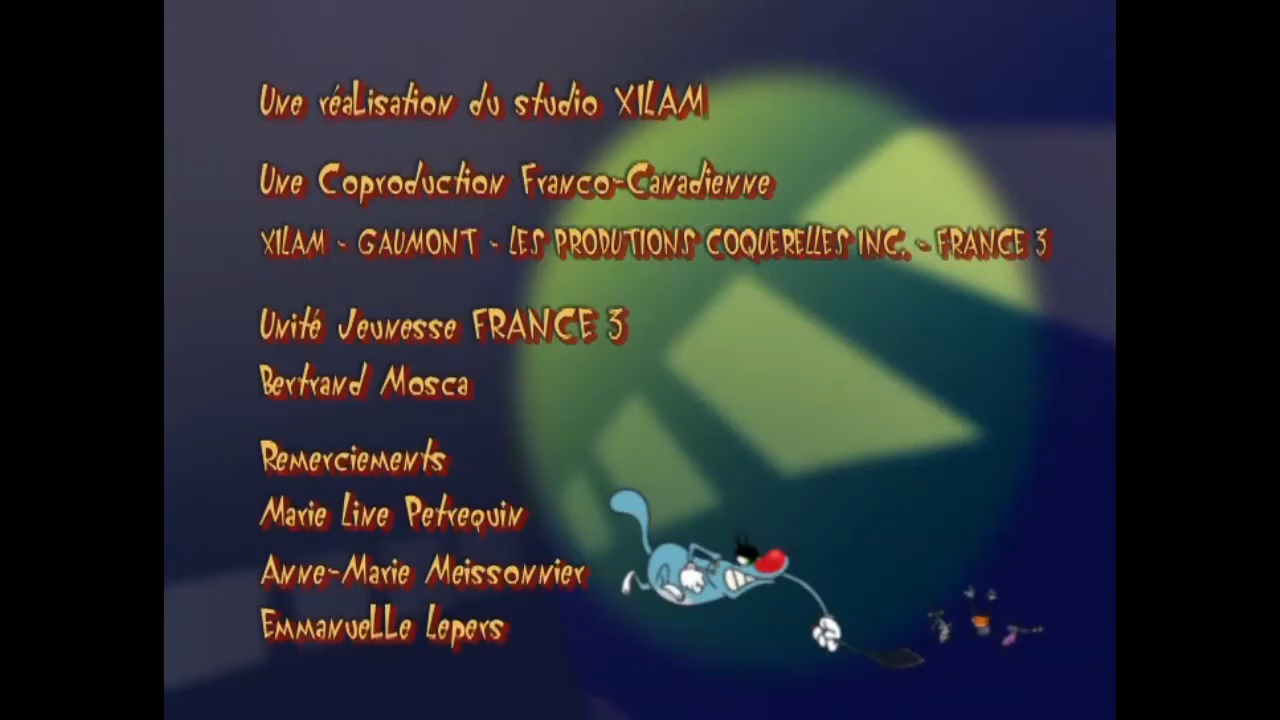 Une réalisation du studio XILAM
Une Coproduction Franco-Canadienne
XILAM - GAUMONT - LES PRODUTIONS COQUERELLES INC. - FRANCE 3
Unité Jeunesse FRANCE 3
Bertrand Mosca
Remerciements
Marie Line Petrequin
Anne-Marie Meissonnier
Emmanuelle Lepers